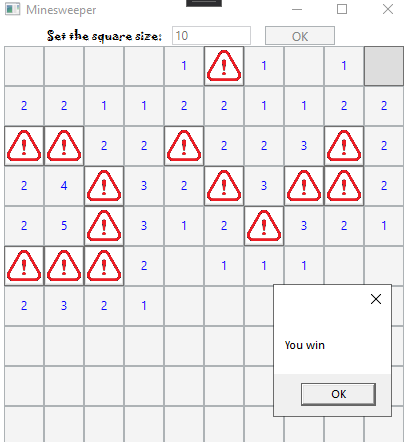 Minesweeper
Set the square size: 10 OK
1 ! 1 1
2 2 1 1 2 2 1 1 2 2
! ! 2 2 ! 2 2 3 ! 2
2 4 ! 3 2 ! 3 ! ! 2
2 5 ! 3 1 2 ! 3 2 1
! ! ! 2 1 1 1
2 3 2 1
You win
OK